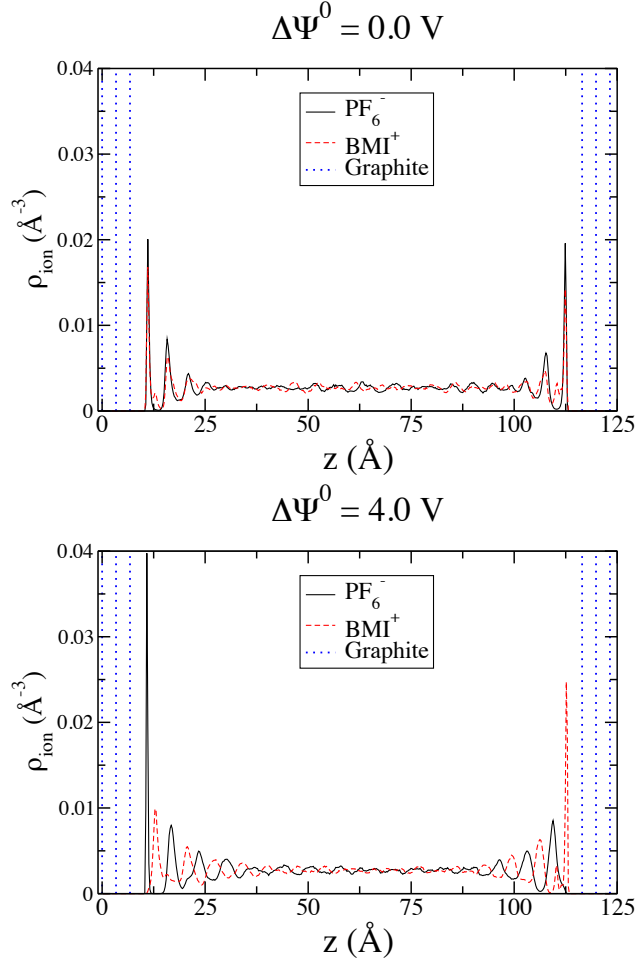 ΔΨ⁰ = 0.0 V
0.04
0.03
0.02
0.01
0
ρ_ion (Å⁻³)
PF₆⁻
BMI⁺
Graphite
0 25 50 75 100 125
z (Å)
ΔΨ⁰ = 4.0 V
0.04
0.03
0.02
0.01
0
ρ_ion (Å⁻³)
PF₆⁻
BMI⁺
Graphite
0 25 50 75 100 125
z (Å)